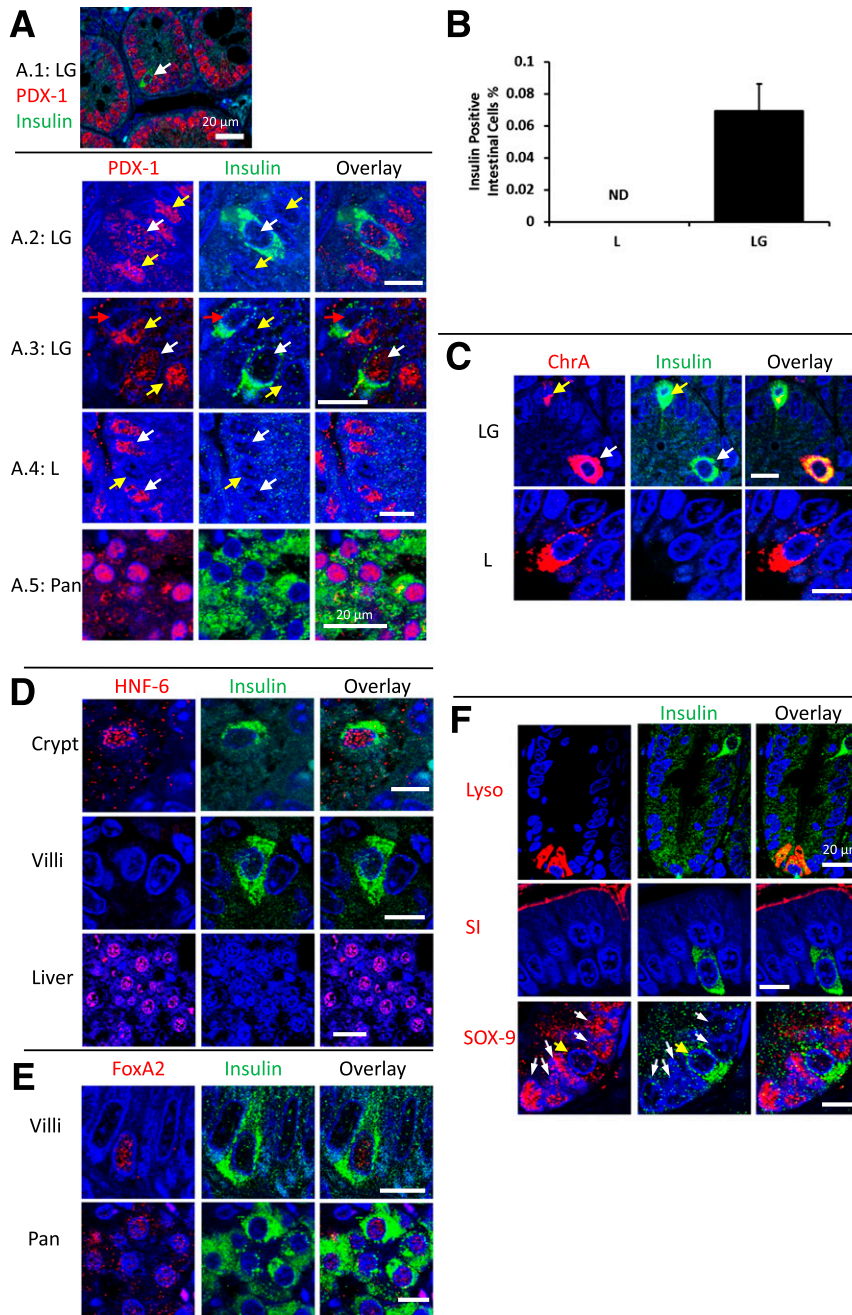 A
A.1: LG
PDX-1
Insulin
20 µm
PDX-1 Insulin Overlay
A.2: LG
A.3: LG
A.4: L
A.5: Pan
20 µm
B
Insulin Positive
Intestinal Cells %
0.1
0.08
0.06
0.04
0.02
0
ND
L LG
C
ChrA Insulin Overlay
LG
L
D
HNF-6 Insulin Overlay
Crypt
Villi
Liver
E
FoxA2 Insulin Overlay
Villi
Pan
F
Insulin Overlay
Lyso
20 µm
SI
SOX-9